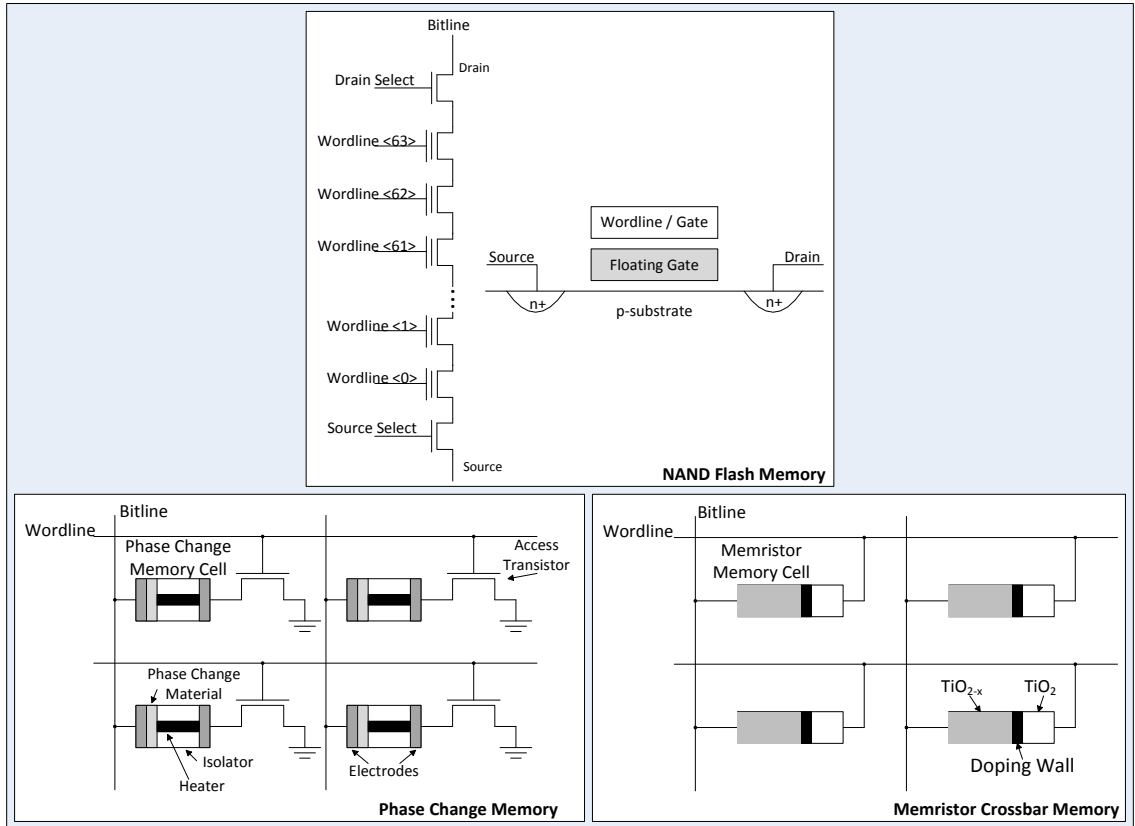 Bitline
Drain
Drain Select
Wordline <63>
Wordline <62>
Wordline <61>
Wordline <1>
Wordline <0>
Source Select
Source
Wordline / Gate
Floating Gate
Source
Drain
n+
n+
p-substrate
NAND Flash Memory
Bitline
Wordline
Phase Change
Memory Cell
Access
Transistor
Phase Change
Material
Isolator
Heater
Electrodes
Phase Change Memory
Bitline
Wordline
Memristor
Memory Cell
TiO2-x
TiO2
Doping Wall
Memristor Crossbar Memory